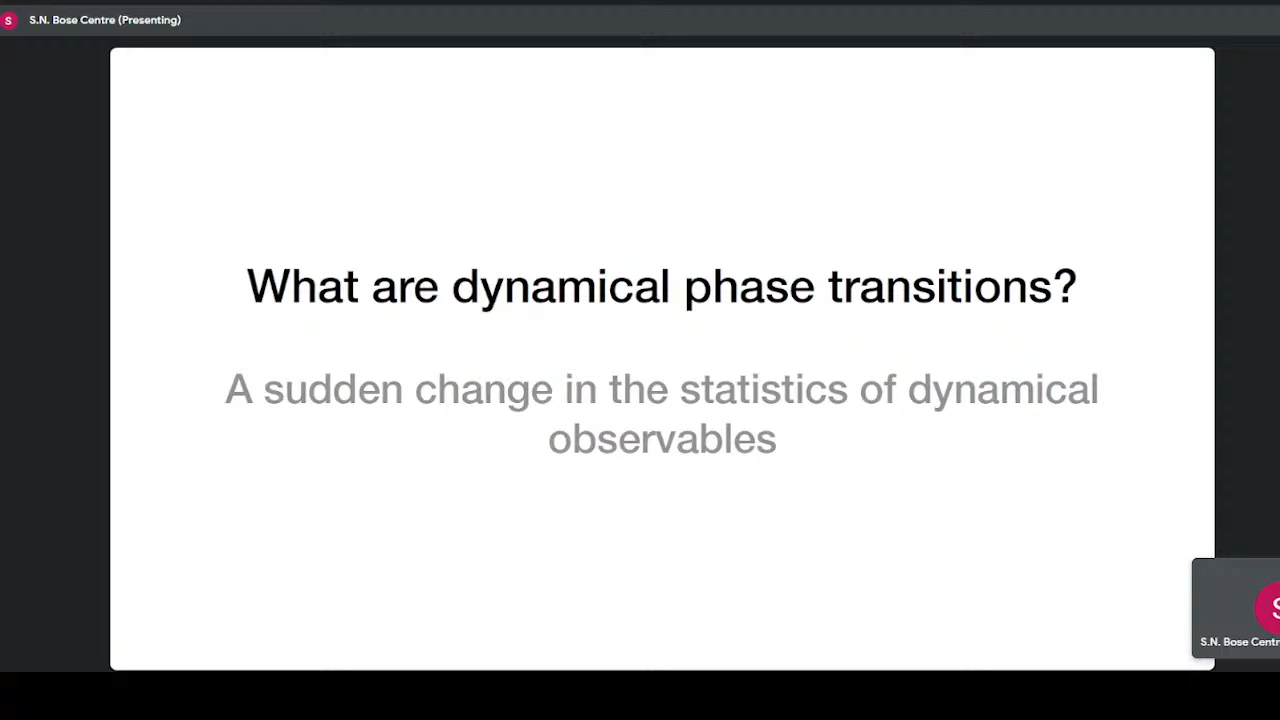 S
S.N. Bose Centre (Presenting)
What are dynamical phase transitions?
A sudden change in the statistics of dynamical
observables
S
S.N. Bose Centr